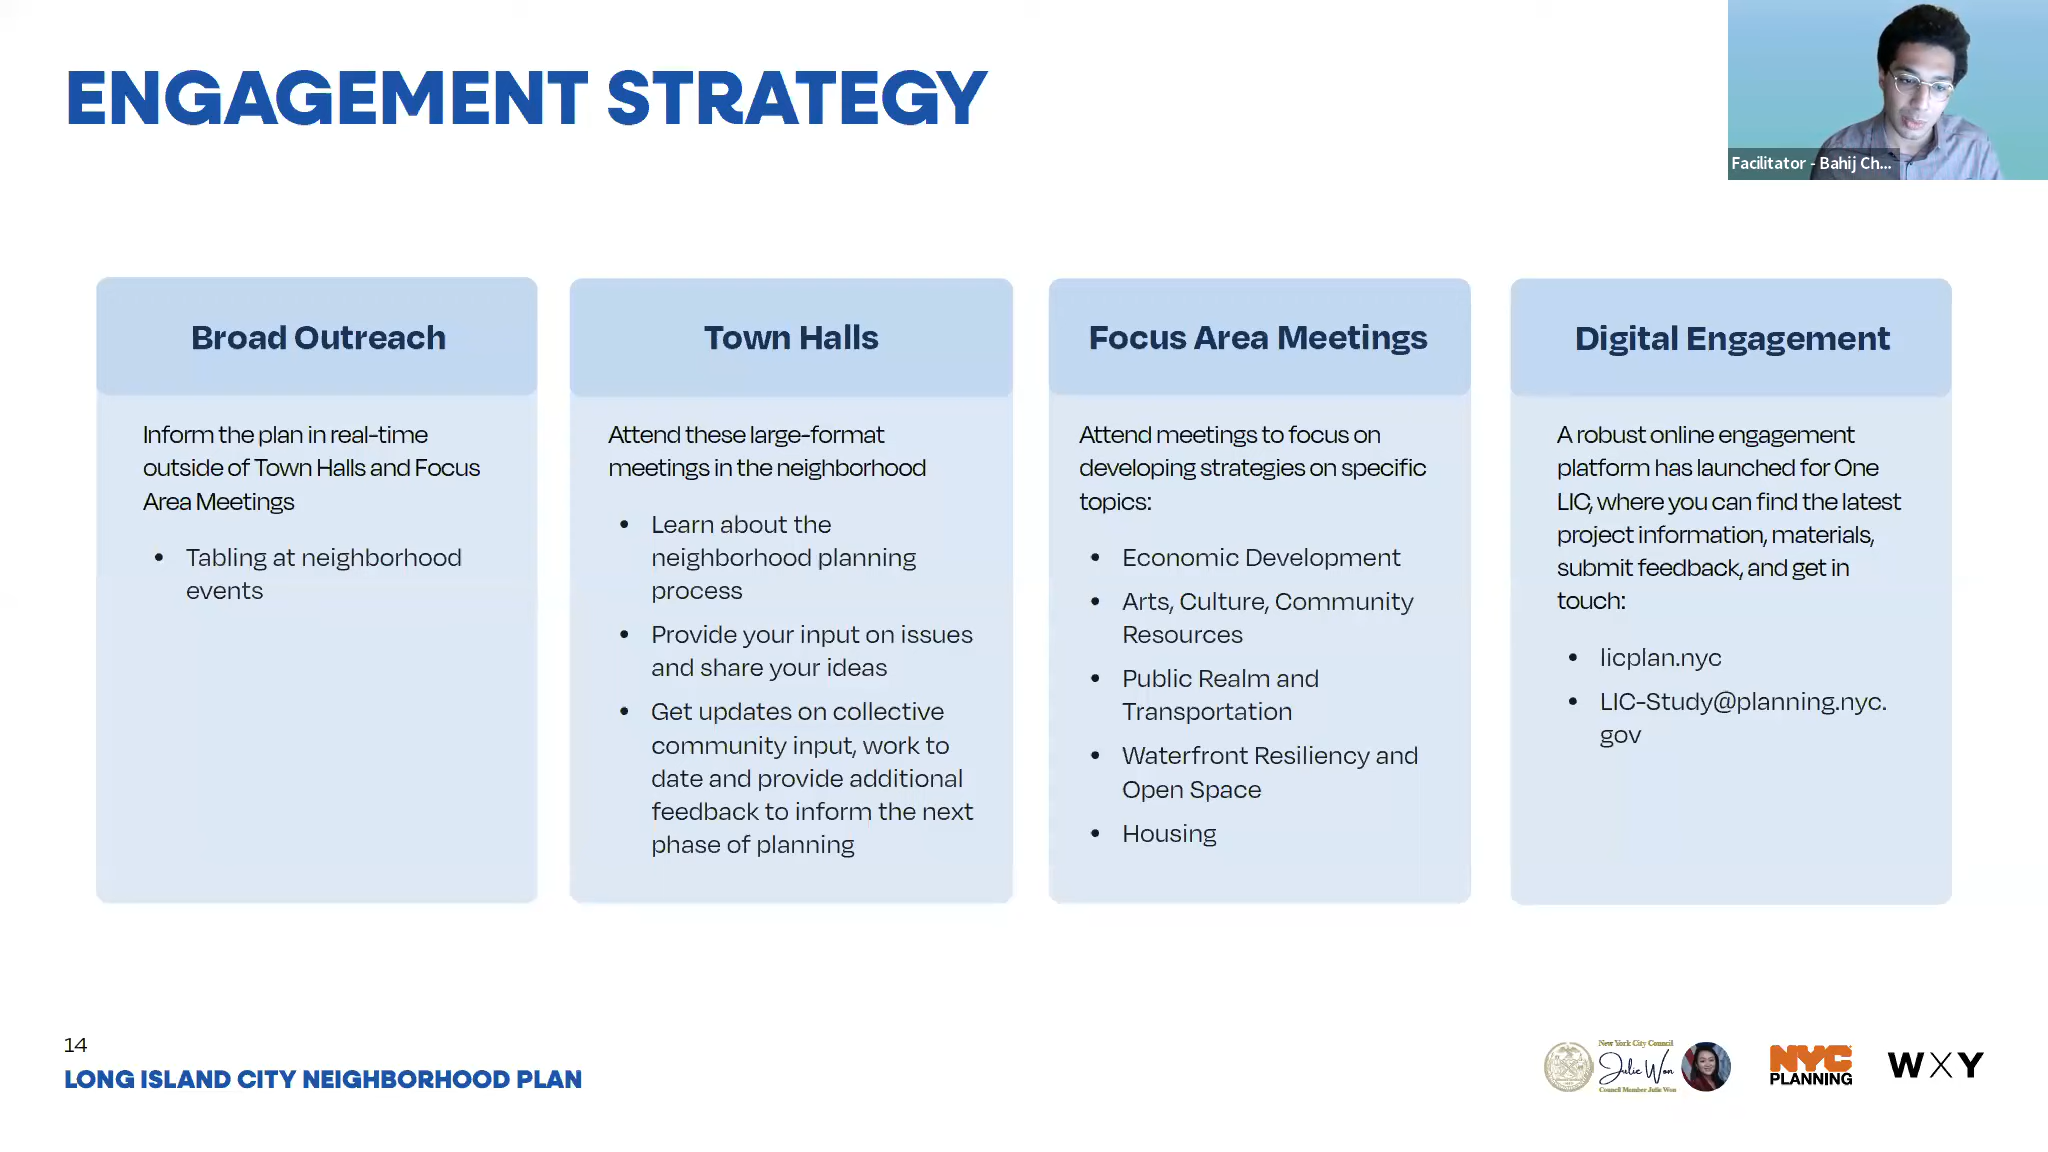 ENGAGEMENT STRATEGY
Facilitator - Bahij Ch...
Broad Outreach
Inform the plan in real-time
outside of Town Halls and Focus
Area Meetings
• Tabling at neighborhood
events
Town Halls
Attend these large-format
meetings in the neighborhood
• Learn about the
neighborhood planning
process
• Provide your input on issues
and share your ideas
• Get updates on collective
community input, work to
date and provide additional
feedback to inform the next
phase of planning
Focus Area Meetings
Attend meetings to focus on
developing strategies on specific
topics:
• Economic Development
• Arts, Culture, Community
Resources
• Public Realm and
Transportation
• Waterfront Resiliency and
Open Space
• Housing
Digital Engagement
A robust online engagement
platform has launched for One
LIC, where you can find the latest
project information, materials,
submit feedback, and get in
touch:
• licplan.nyc
• LIC-Study@planning.nyc.
gov
14
LONG ISLAND CITY NEIGHBORHOOD PLAN
New York City Council
Julie Won
Council Member Julie Won
NYC
PLANNING
WXY